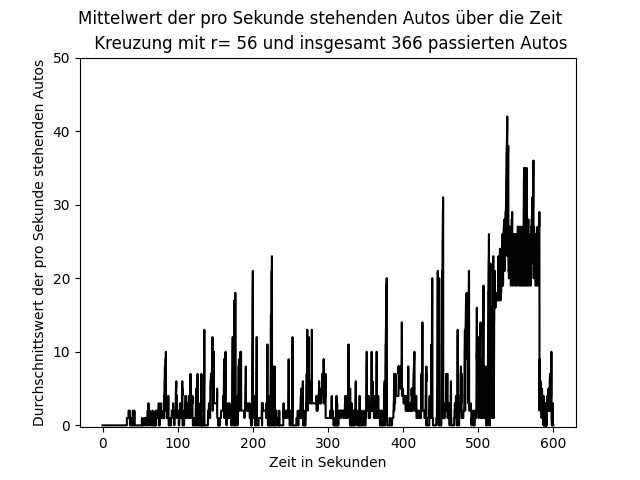 Mittelwert der pro Sekunde stehenden Autos über die Zeit
Kreuzung mit r= 56 und insgesamt 366 passierten Autos
Durchschnittswert der pro Sekunde stehenden Autos
50
40
30
20
10
0
0 100 200 300 400 500 600
Zeit in Sekunden